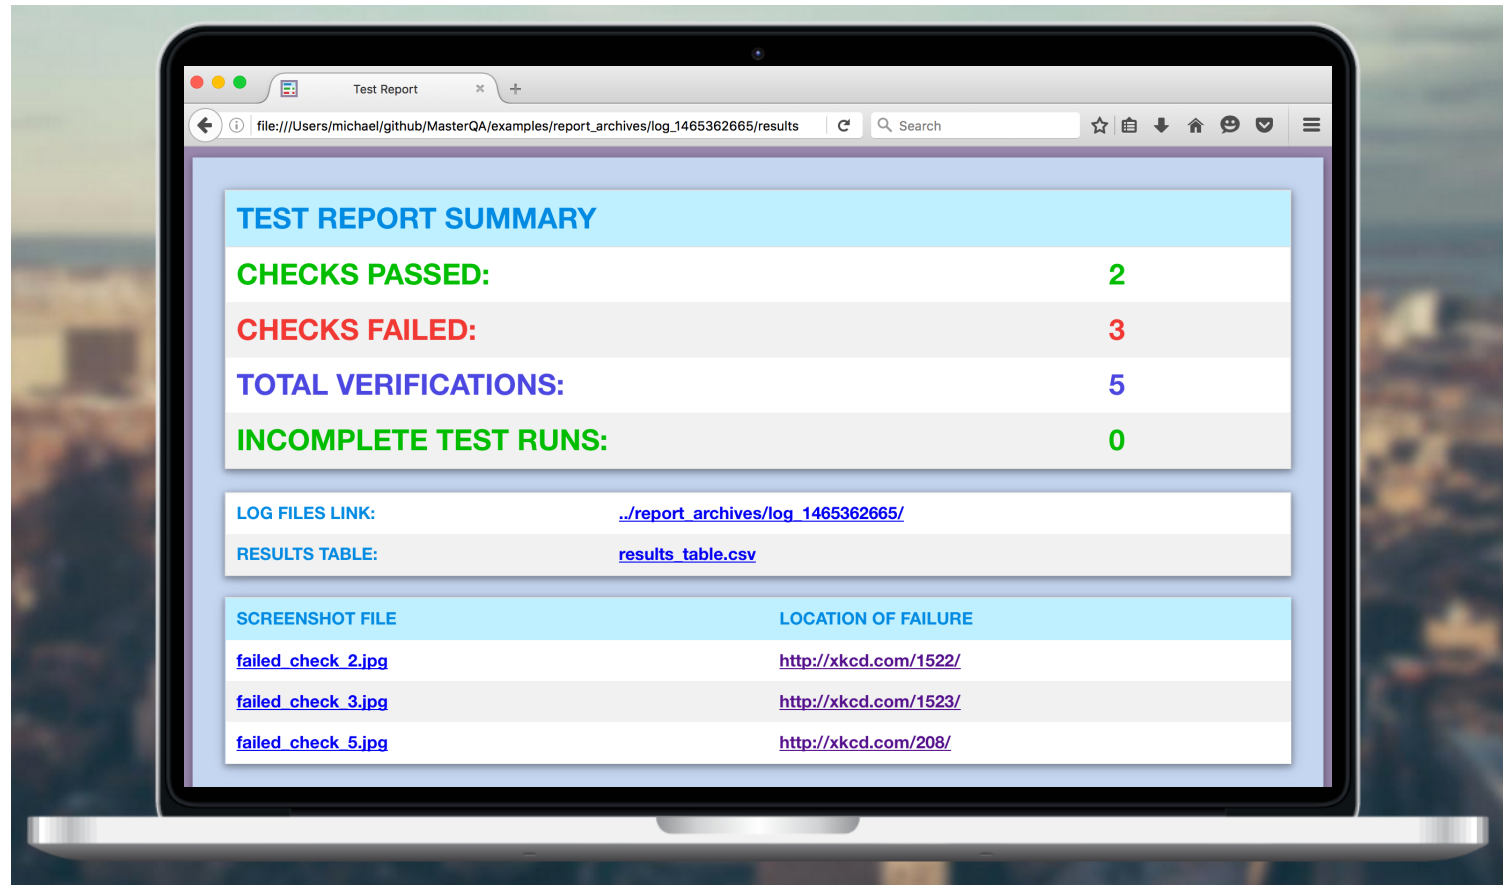 Test Report
file:///Users/michael/github/MasterQA/examples/report_archives/log_1465362665/results
Search
TEST REPORT SUMMARY
CHECKS PASSED: 2
CHECKS FAILED: 3
TOTAL VERIFICATIONS: 5
INCOMPLETE TEST RUNS: 0
LOG FILES LINK: ../report_archives/log_1465362665/
RESULTS TABLE: results_table.csv
SCREENSHOT FILE LOCATION OF FAILURE
failed_check_2.jpg http://xkcd.com/1522/
failed_check_3.jpg http://xkcd.com/1523/
failed_check_5.jpg http://xkcd.com/208/